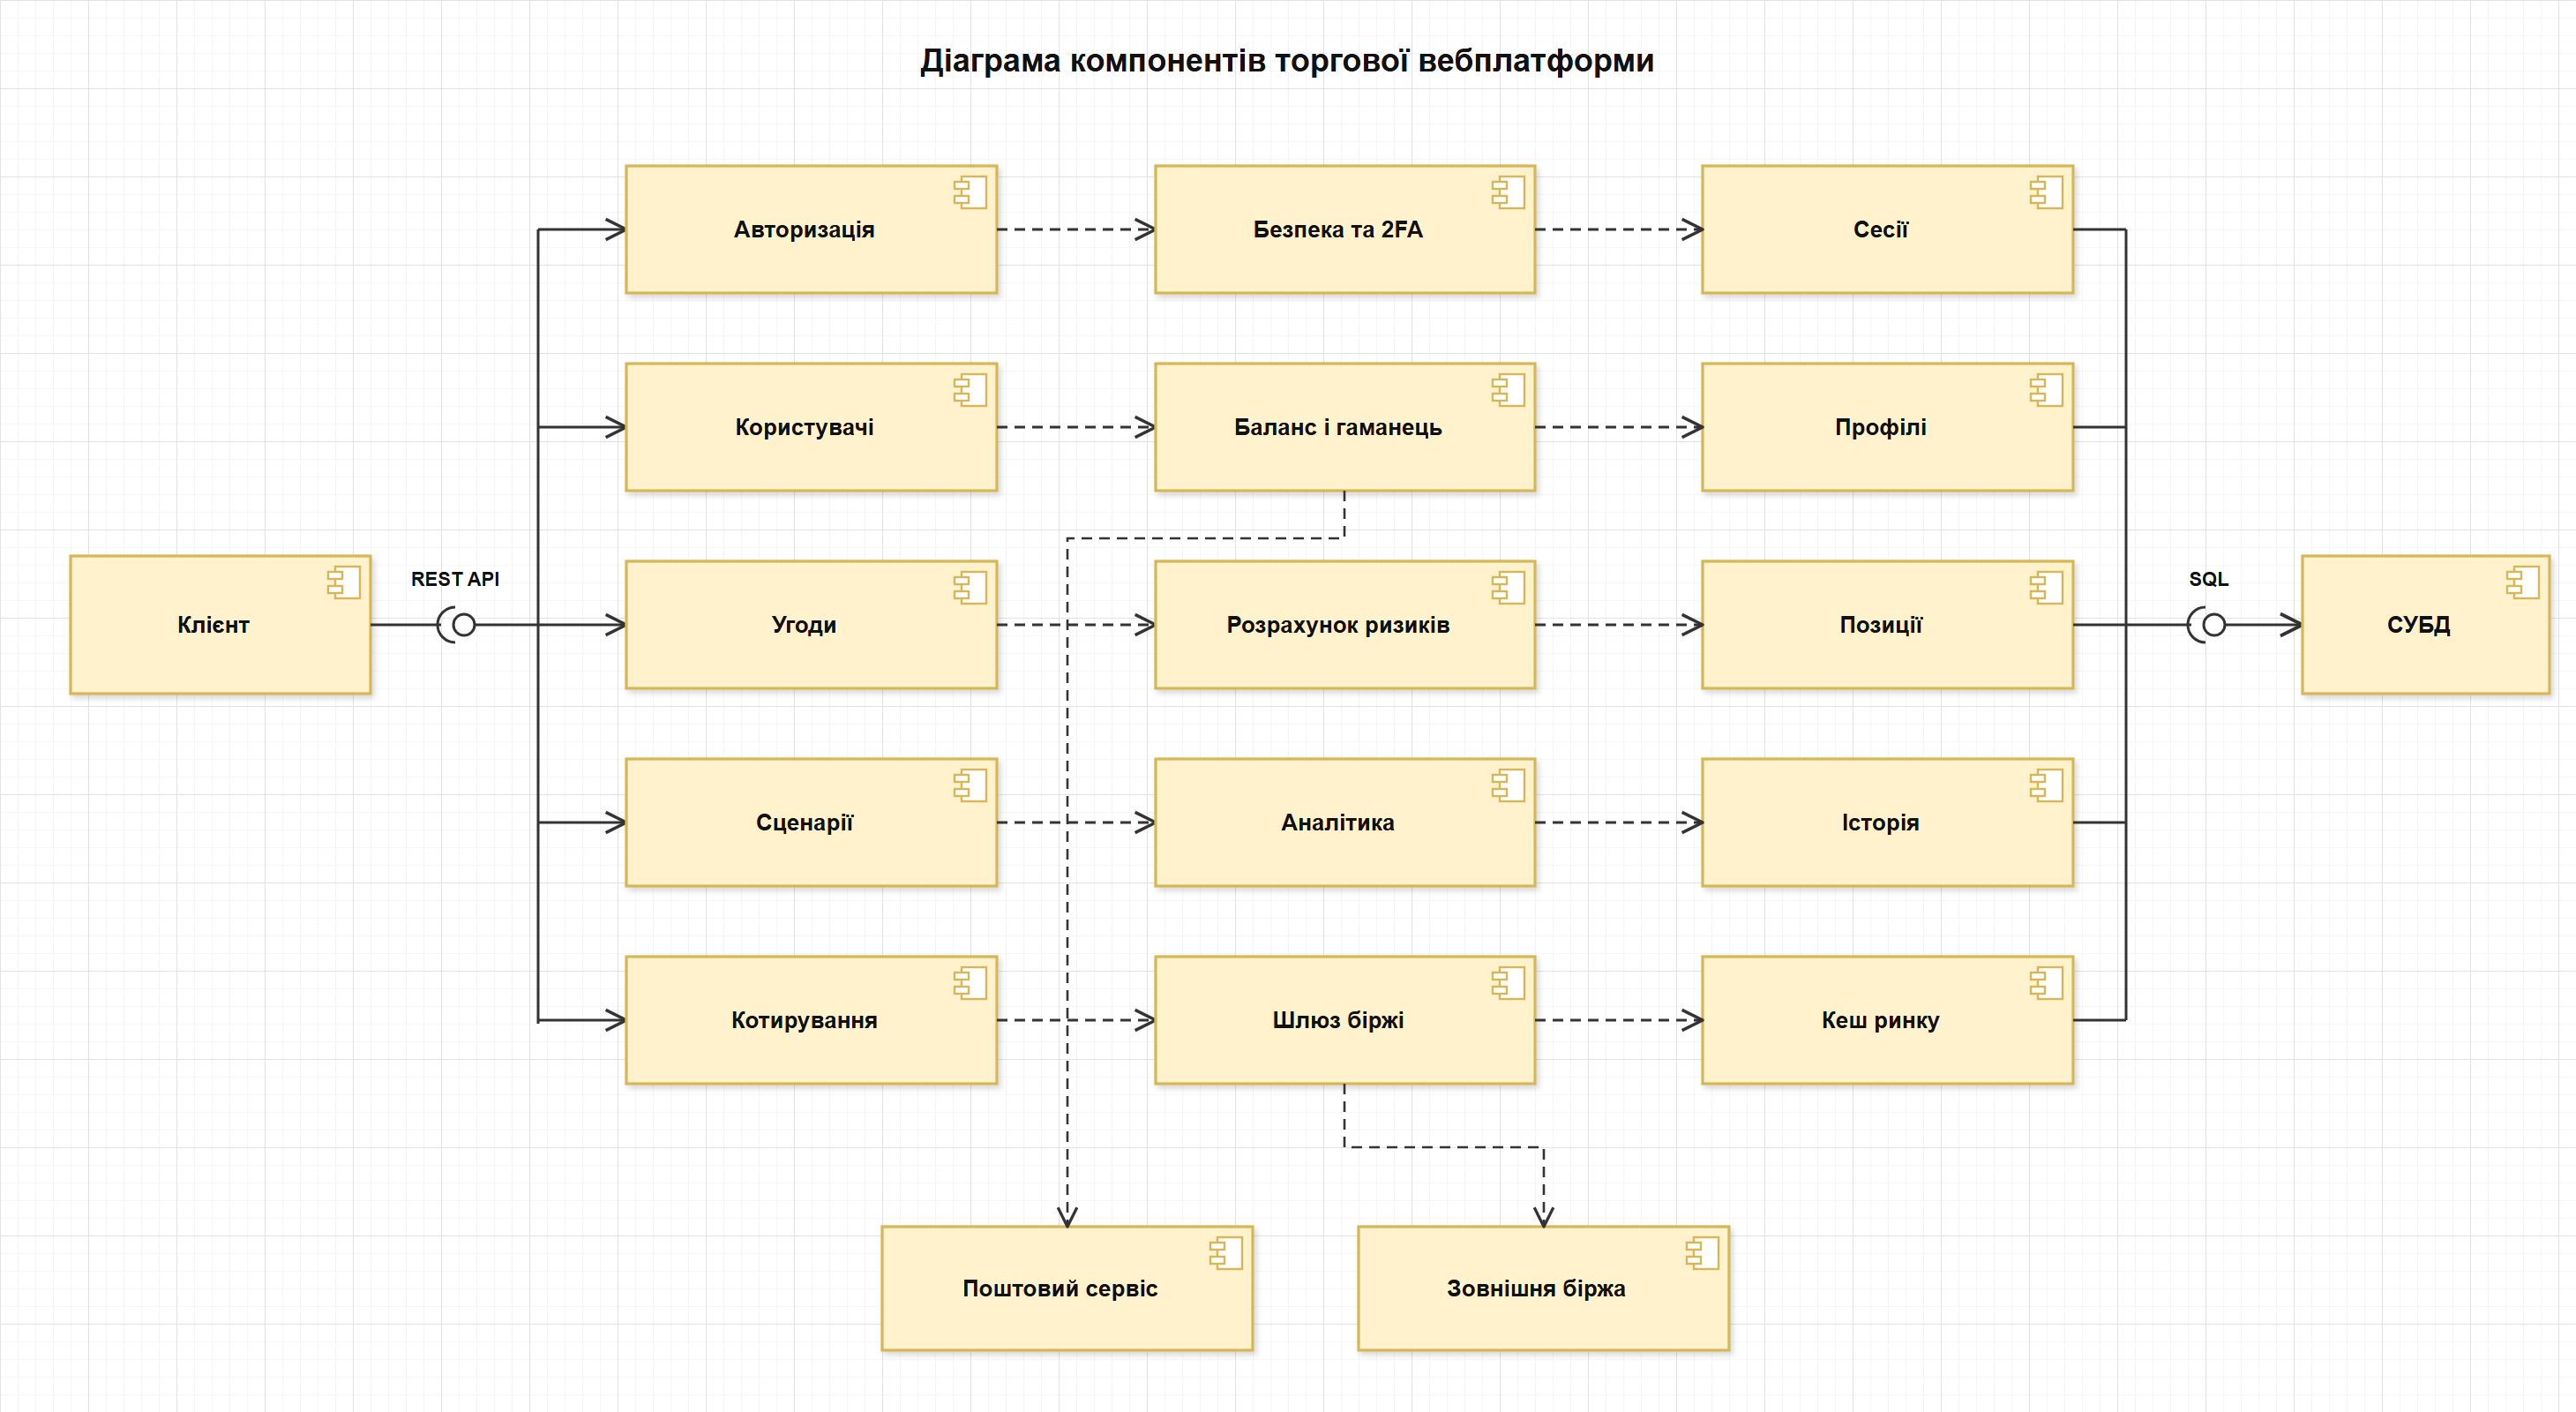 Діаграма компонентів торгової вебплатформи
Авторизація
Безпека та 2FA
Сесії
Користувачі
Баланс і гаманець
Профілі
Клієнт
REST API
Угоди
Розрахунок ризиків
Позиції
SQL
СУБД
Сценарії
Аналітика
Історія
Котирування
Шлюз біржі
Кеш ринку
Поштовий сервіс
Зовнішня біржа